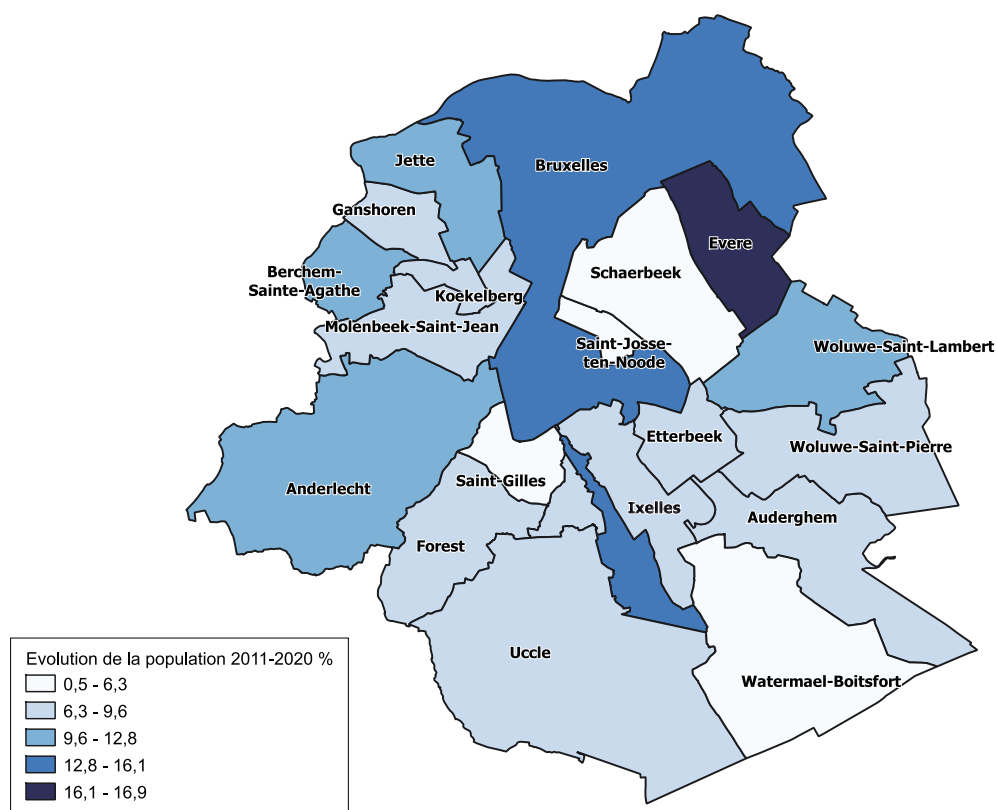 Jette
Bruxelles
Ganshoren
Evere
Berchem-
Sainte-Agathe
Schaerbeek
Koekelberg
Molenbeek-Saint-Jean
Saint-Josse-
ten-Noode
Woluwe-Saint-Lambert
Etterbeek
Woluwe-Saint-Pierre
Saint-Gilles
Anderlecht
Ixelles
Auderghem
Forest
Uccle
Watermael-Boitsfort
Evolution de la population 2011-2020 %
0,5 - 6,3
6,3 - 9,6
9,6 - 12,8
12,8 - 16,1
16,1 - 16,9